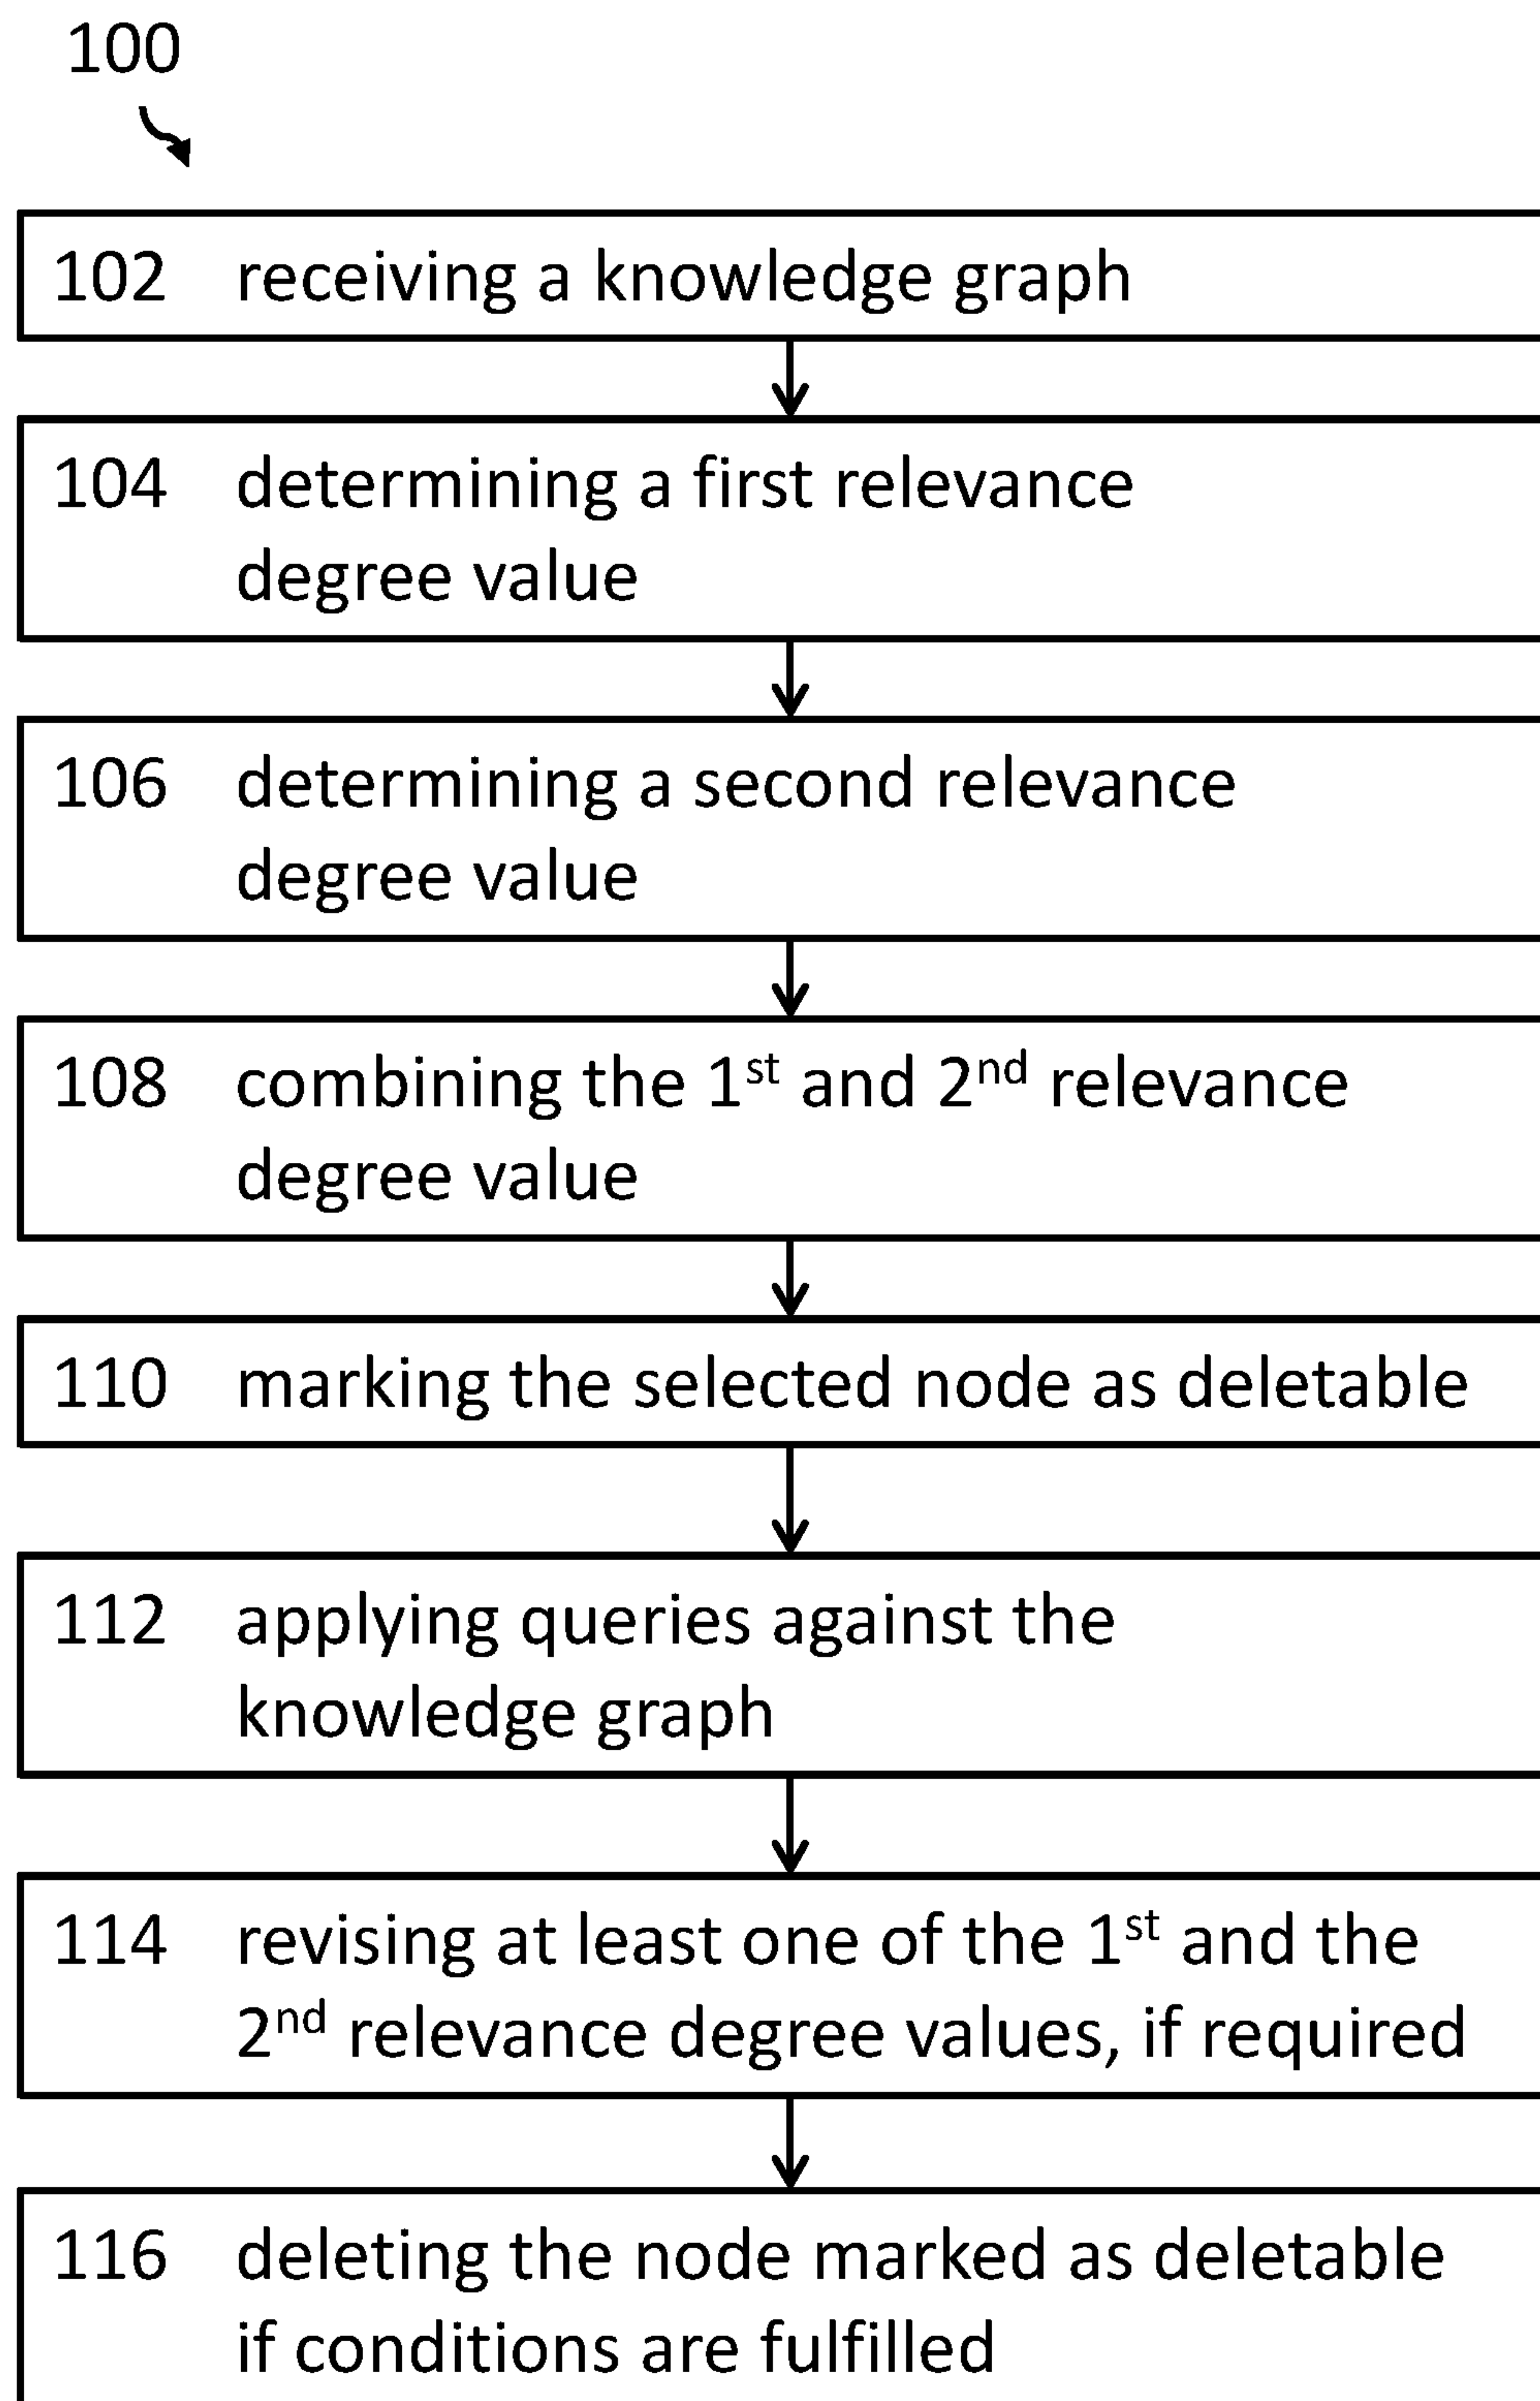 100
102 receiving a knowledge graph
104 determining a first relevance
degree value
106 determining a second relevance
degree value
108 combining the 1st and 2nd relevance
degree value
110 marking the selected node as deletable
112 applying queries against the
knowledge graph
114 revising at least one of the 1st and the
2nd relevance degree values, if required
116 deleting the node marked as deletable
if conditions are fulfilled